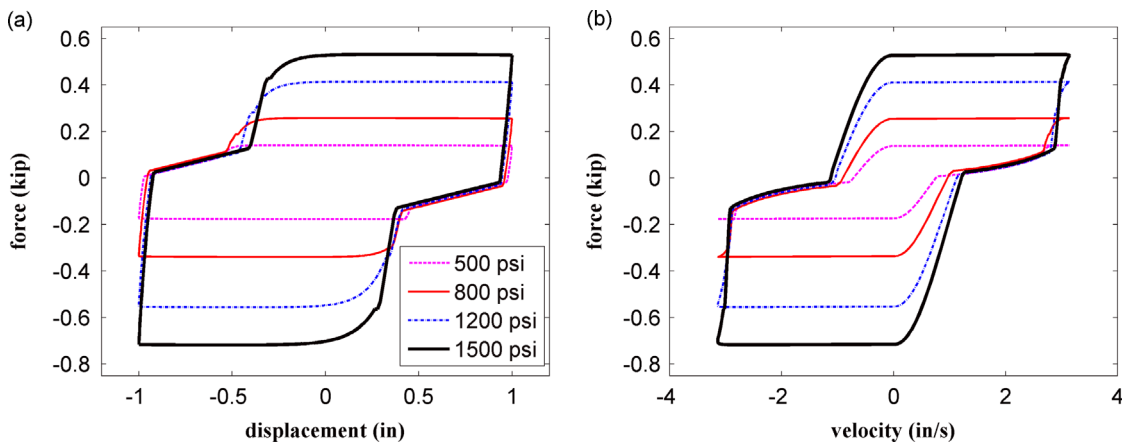 (a)
force (kip)
0.6
0.4
0.2
0
-0.2
-0.4
-0.6
-0.8
-1
-0.5
0
0.5
1
displacement (in)
500 psi
800 psi
1200 psi
1500 psi
(b)
force (kip)
0.6
0.4
0.2
0
-0.2
-0.4
-0.6
-0.8
-4
-2
0
2
4
velocity (in/s)